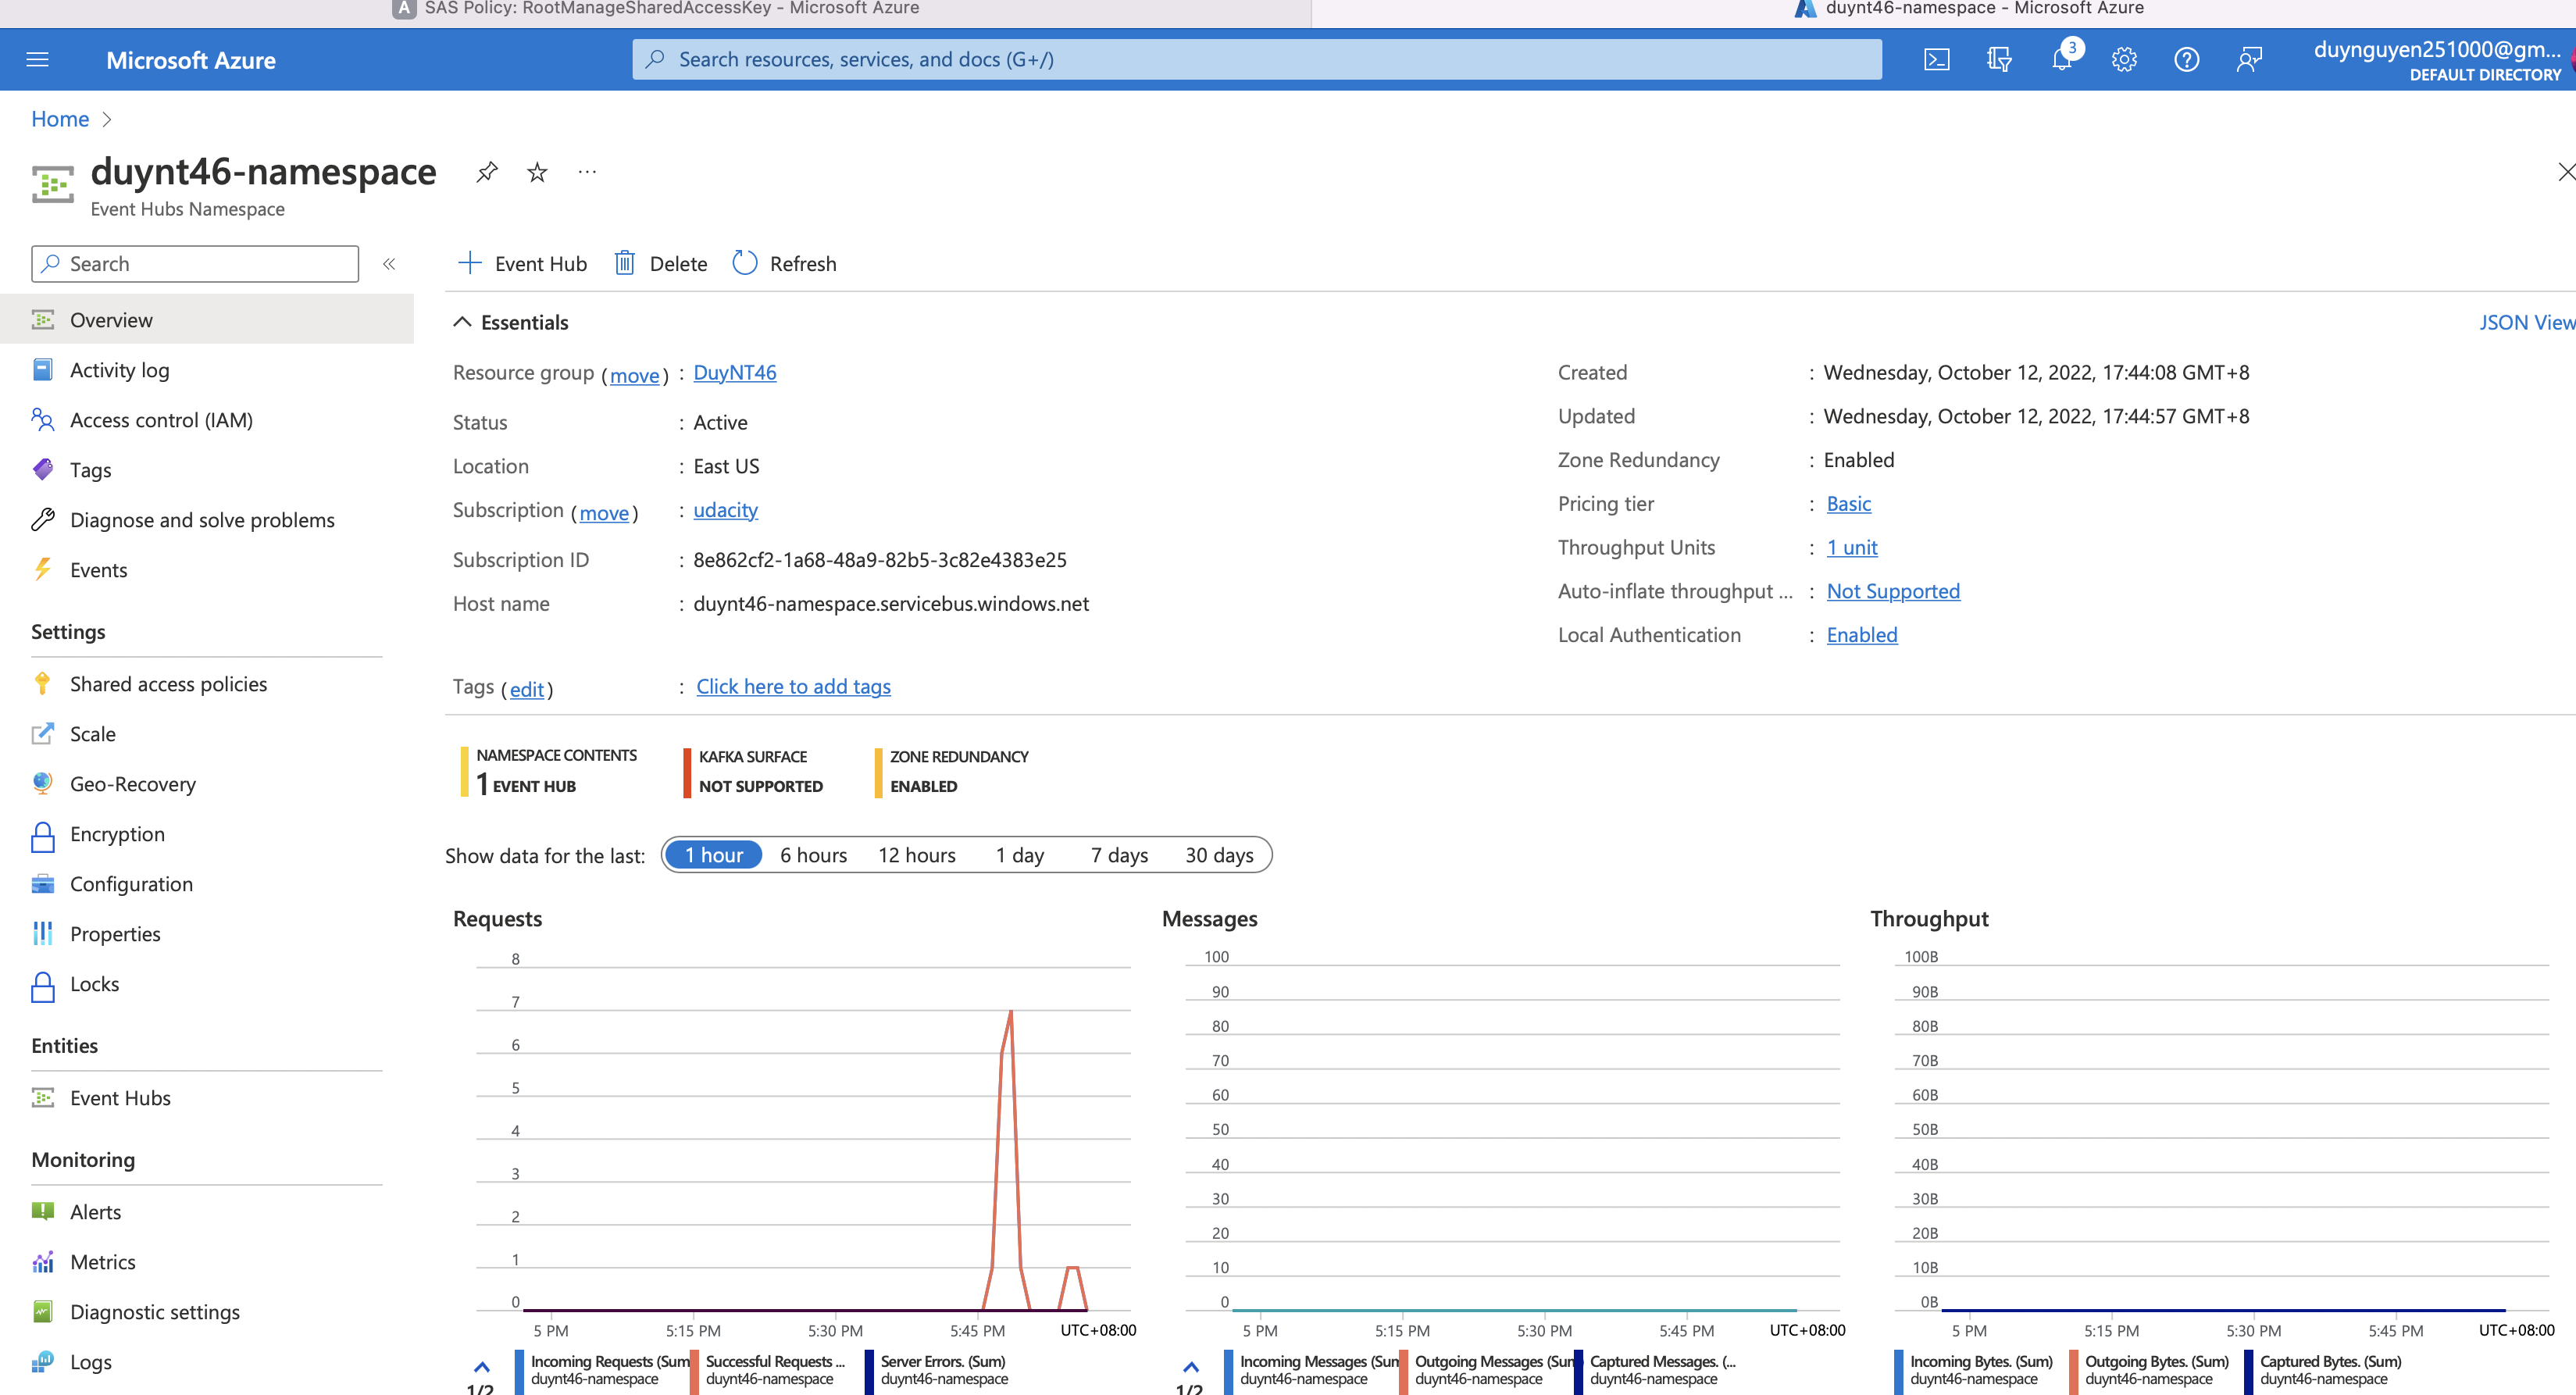 A SAS Policy: RootManageSharedAccessKey - Microsoft Azure
duynt46-namespace - Microsoft Azure
Microsoft Azure
Search resources, services, and docs (G+/)
3
duynguyen251000@gm...
DEFAULT DIRECTORY
Home
duynt46-namespace
...
Event Hubs Namespace
Search
«
Event Hub
Delete
Refresh
Overview
Activity log
Access control (IAM)
Tags
Diagnose and solve problems
Events
Settings
Shared access policies
Scale
Geo-Recovery
Encryption
Configuration
Properties
Locks
Entities
Event Hubs
Monitoring
Alerts
Metrics
Diagnostic settings
Logs
Essentials
JSON View
Resource group (move) : DuyNT46
Status : Active
Location : East US
Subscription (move) : udacity
Subscription ID : 8e862cf2-1a68-48a9-82b5-3c82e4383e25
Host name : duynt46-namespace.servicebus.windows.net
Created : Wednesday, October 12, 2022, 17:44:08 GMT+8
Updated : Wednesday, October 12, 2022, 17:44:57 GMT+8
Zone Redundancy : Enabled
Pricing tier : Basic
Throughput Units : 1 unit
Auto-inflate throughput ... : Not Supported
Local Authentication : Enabled
Tags (edit) : Click here to add tags
NAMESPACE CONTENTS
1 EVENT HUB
KAFKA SURFACE
NOT SUPPORTED
ZONE REDUNDANCY
ENABLED
Show data for the last: 1 hour 6 hours 12 hours 1 day 7 days 30 days
Requests
8
7
6
5
4
3
2
1
0
5 PM 5:15 PM 5:30 PM 5:45 PM UTC+08:00
1/2
Incoming Requests (Sum
duynt46-namespace
Successful Requests ...
duynt46-namespace
Server Errors. (Sum)
duynt46-namespace
Messages
100
90
80
70
60
50
40
30
20
10
0
5 PM 5:15 PM 5:30 PM 5:45 PM UTC+08:00
1/2
Incoming Messages (Sum
duynt46-namespace
Outgoing Messages (Sum
duynt46-namespace
Captured Messages. (...
duynt46-namespace
Throughput
100B
90B
80B
70B
60B
50B
40B
30B
20B
10B
0B
5 PM 5:15 PM 5:30 PM 5:45 PM UTC+08:00
Incoming Bytes. (Sum)
duynt46-namespace
Outgoing Bytes. (Sum)
duynt46-namespace
Captured Bytes. (Sum)
duynt46-namespace